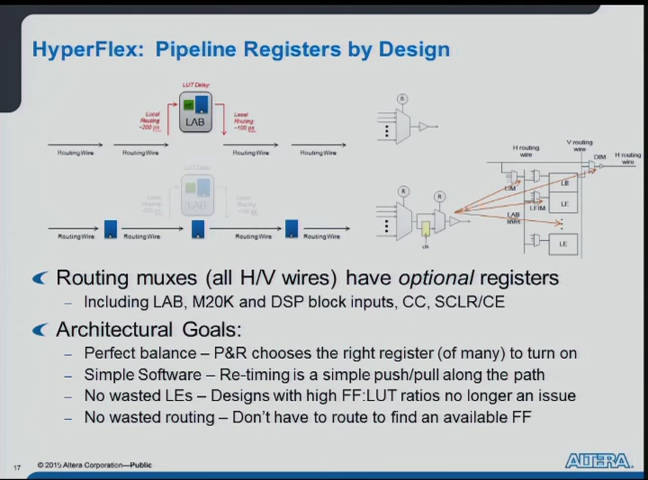 HyperFlex: Pipeline Registers by Design
LUT Delay
Local
Routing
~200 ps
LAB
Local
Routing
~100 ps
Routing Wire
Routing Wire
Routing Wire
Routing Wire
LUT Delay
LAB
Routing Wire
Routing Wire
Routing Wire
Routing Wire
R
R
R
clk
H routing
wire
V routing
wire
DIM
H routing
wire
LIM
LEIM
LAB
lines
LE
LE
LE
Routing muxes (all H/V wires) have optional registers
– Including LAB, M20K and DSP block inputs, CC, SCLR/CE
Architectural Goals:
– Perfect balance – P&R chooses the right register (of many) to turn on
– Simple Software – Re-timing is a simple push/pull along the path
– No wasted LEs – Designs with high FF:LUT ratios no longer an issue
– No wasted routing – Don't have to route to find an available FF
17
© 2015 Altera Corporation—Public
ALTERA